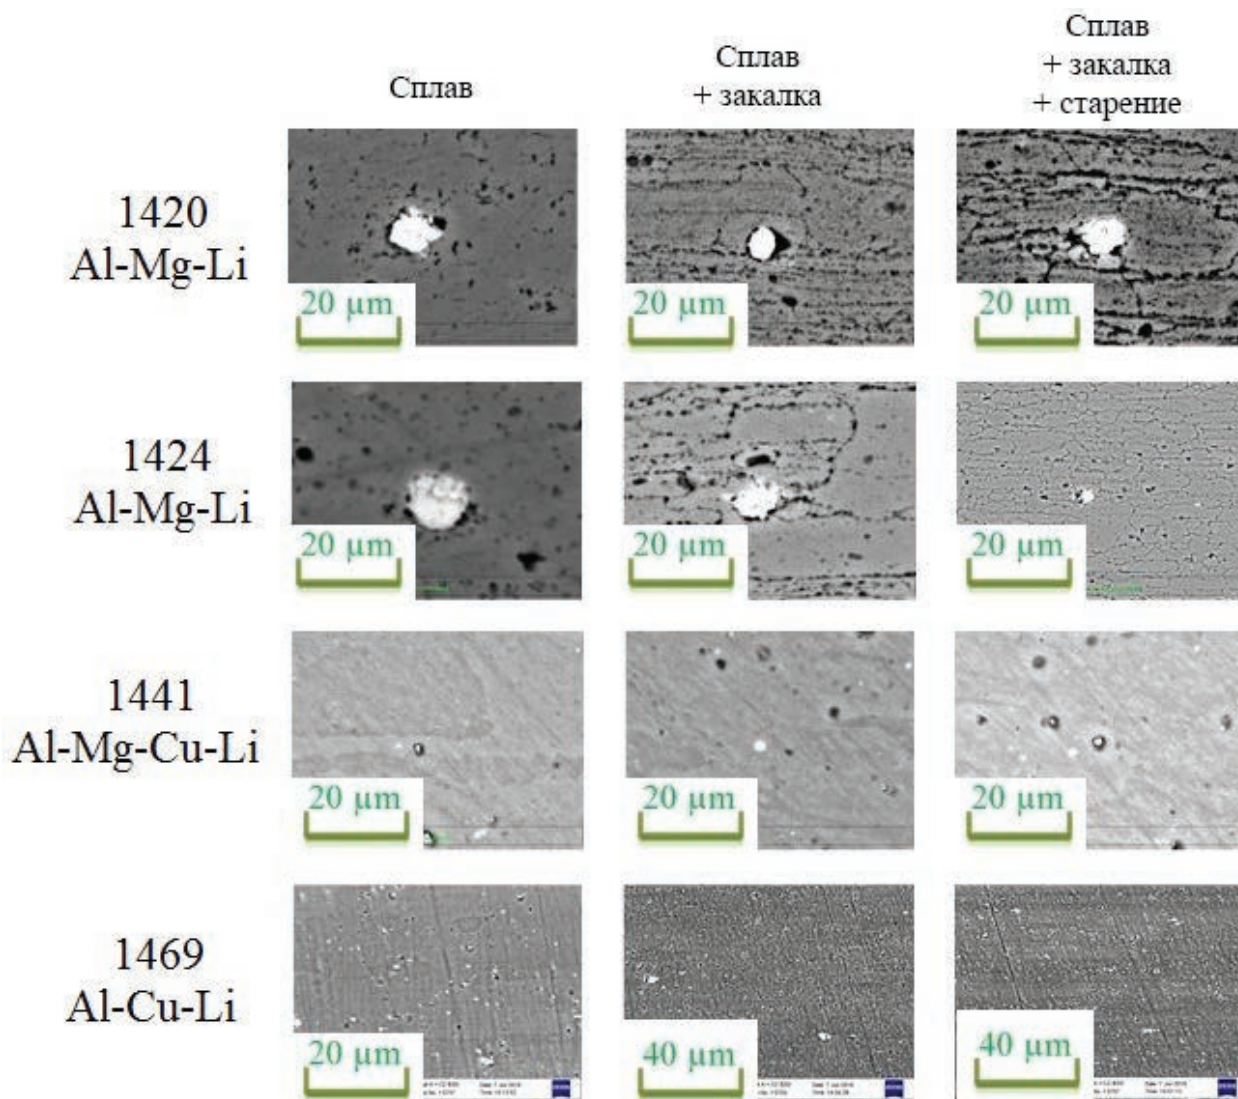 Сплав
Сплав
+ закалка
Сплав
+ закалка
+ старение
1420
Al-Mg-Li
20 µm
20 µm
20 µm
1424
Al-Mg-Li
20 µm
20 µm
20 µm
1441
Al-Mg-Cu-Li
20 µm
20 µm
20 µm
1469
Al-Cu-Li
20 µm
40 µm
40 µm